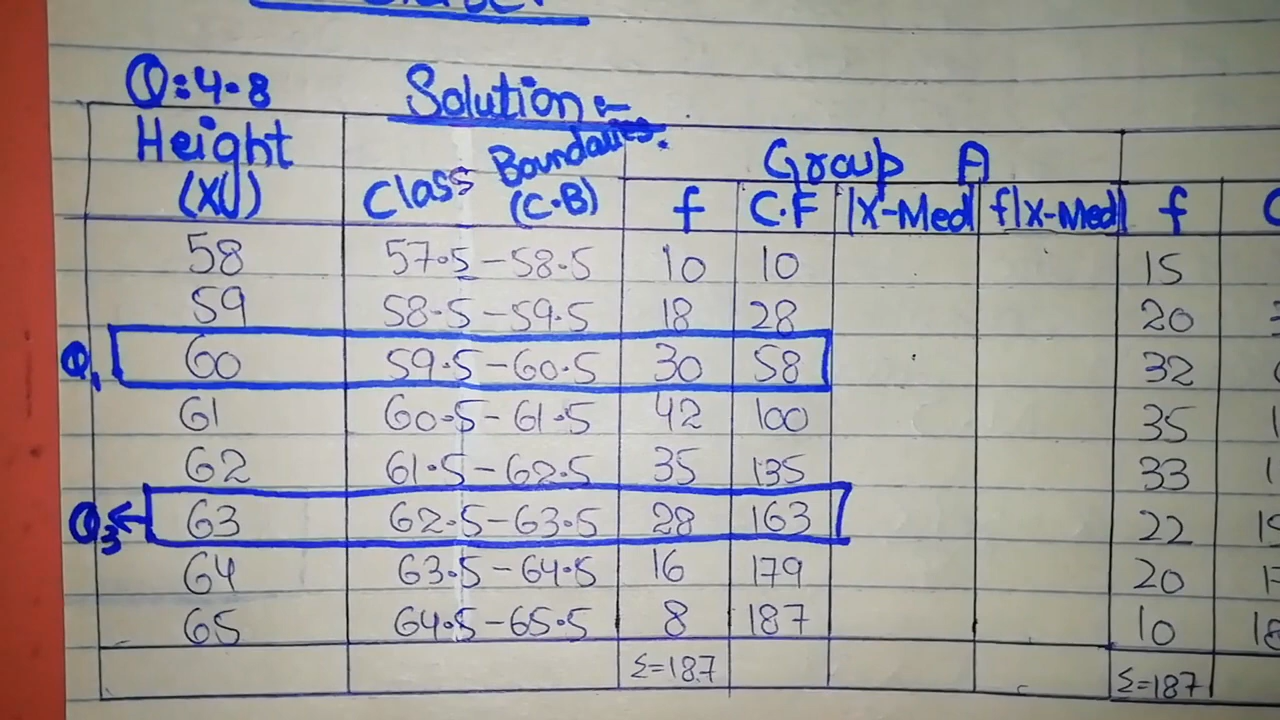 Q:4.8 Solution:-
Height (X) Class Boundaries. (C.B) Group A
f C.F |X-Med| f|X-Med| f C
58 57.5-58.5 10 10 15
59 58.5-59.5 18 28 20
Q1 60 59.5-60.5 30 58 32
61 60.5-61.5 42 100 35
62 61.5-62.5 35 135 33
Q3 63 62.5-63.5 28 163 22
64 63.5-64.5 16 179 20
65 64.5-65.5 8 187 10
Σ=187 Σ=187